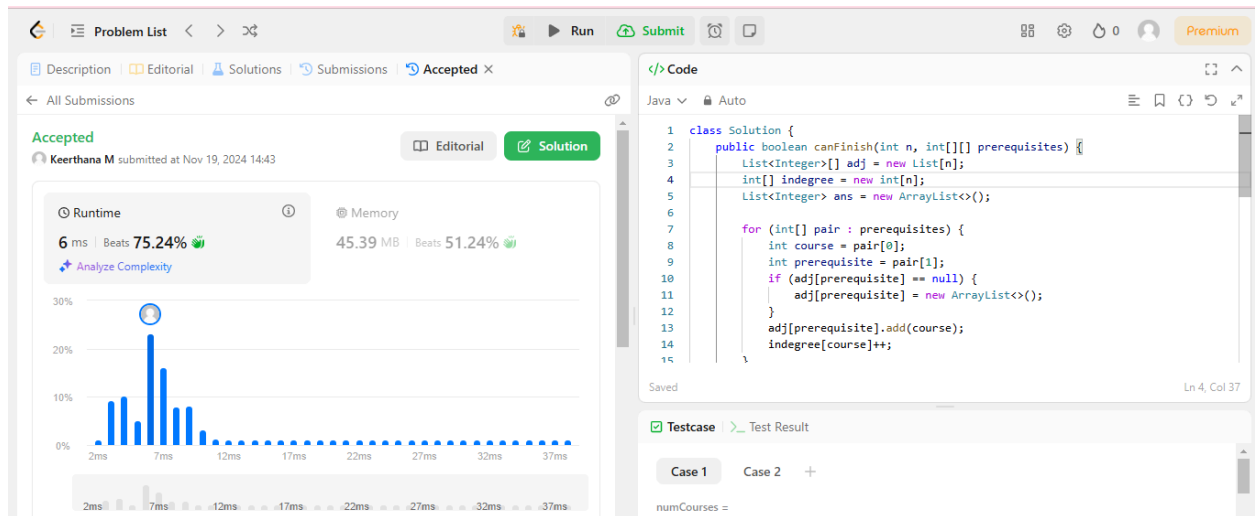 Problem List
Run
Submit
0
Premium
Description
Editorial
Solutions
Submissions
Accepted
All Submissions
Accepted
Keerthana M submitted at Nov 19, 2024 14:43
Editorial
Solution
Runtime
6 ms Beats 75.24%
Analyze Complexity
Memory
45.39 MB Beats 51.24%
30%
20%
10%
0%
2ms 7ms 12ms 17ms 22ms 27ms 32ms 37ms
2ms 7ms 12ms 17ms 22ms 27ms 32ms 37ms
</> Code
Java Auto
1 class Solution {
2 public boolean canFinish(int n, int[][] prerequisites) {
3 List<Integer>[] adj = new List[n];
4 int[] indegree = new int[n];
5 List<Integer> ans = new ArrayList<>();
6
7 for (int[] pair : prerequisites) {
8 int course = pair[0];
9 int prerequisite = pair[1];
10 if (adj[prerequisite] == null) {
11 adj[prerequisite] = new ArrayList<>();
12 }
13 adj[prerequisite].add(course);
14 indegree[course]++;
15 }
Saved
Ln 4, Col 37
Testcase
>_ Test Result
Case 1
Case 2
+
numCourses =